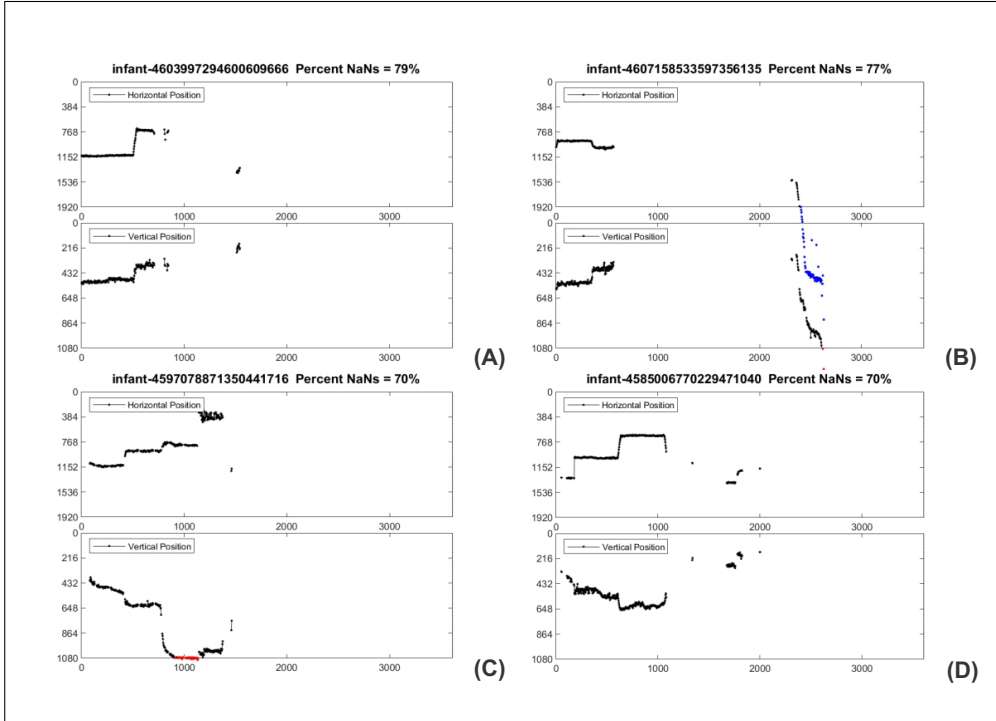 infant-4603997294600609666  Percent NaNs = 79%
0
384
768
1152
1536
1920
Horizontal Position
0 1000 2000 3000
0
216
432
648
864
1080
Vertical Position
0 1000 2000 3000
(A)
infant-4607158533597356135  Percent NaNs = 77%
0
384
768
1152
1536
1920
Horizontal Position
0 1000 2000 3000
0
216
432
648
864
1080
Vertical Position
0 1000 2000 3000
(B)
infant-4597078871350441716  Percent NaNs = 70%
0
384
768
1152
1536
1920
Horizontal Position
0 1000 2000 3000
0
216
432
648
864
1080
Vertical Position
0 1000 2000 3000
(C)
infant-4585006770229471040  Percent NaNs = 70%
0
384
768
1152
1536
1920
Horizontal Position
0 1000 2000 3000
0
216
432
648
864
1080
Vertical Position
0 1000 2000 3000
(D)